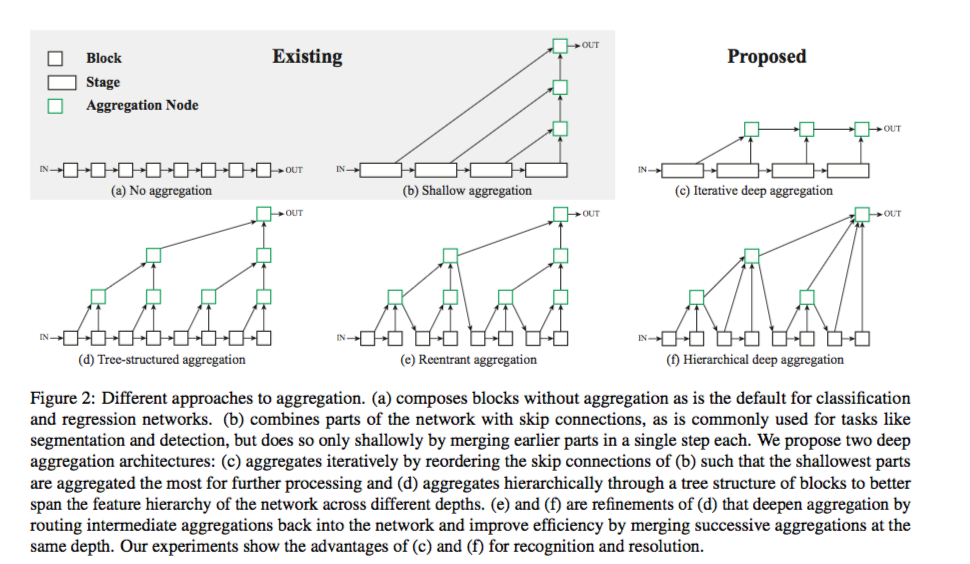 Block
Stage
Aggregation Node
Existing
Proposed
OUT
IN
OUT
(a) No aggregation
IN
(b) Shallow aggregation
OUT
IN
(c) Iterative deep aggregation
OUT
IN
(d) Tree-structured aggregation
OUT
IN
(e) Reentrant aggregation
OUT
IN
(f) Hierarchical deep aggregation
Figure 2: Different approaches to aggregation. (a) composes blocks without aggregation as is the default for classification
and regression networks. (b) combines parts of the network with skip connections, as is commonly used for tasks like
segmentation and detection, but does so only shallowly by merging earlier parts in a single step each. We propose two deep
aggregation architectures: (c) aggregates iteratively by reordering the skip connections of (b) such that the shallowest parts
are aggregated the most for further processing and (d) aggregates hierarchically through a tree structure of blocks to better
span the feature hierarchy of the network across different depths. (e) and (f) are refinements of (d) that deepen aggregation by
routing intermediate aggregations back into the network and improve efficiency by merging successive aggregations at the
same depth. Our experiments show the advantages of (c) and (f) for recognition and resolution.